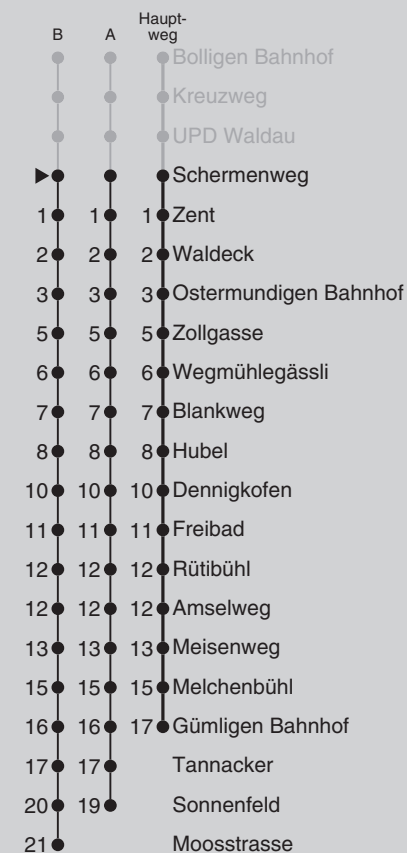 Haupt-
B A weg
Bolligen Bahnhof
Kreuzweg
UPD Waldau
Schermenweg
1 1 1 Zent
2 2 2 Waldeck
3 3 3 Ostermundigen Bahnhof
5 5 5 Zollgasse
6 6 6 Wegmühlegässli
7 7 7 Blankweg
8 8 8 Hubel
10 10 10 Dennigkofen
11 11 11 Freibad
12 12 12 Rütibühl
12 12 12 Amselweg
13 13 13 Meisenweg
15 15 15 Melchenbühl
16 16 17 Gümligen Bahnhof
17 17 Tannacker
20 19 Sonnenfeld
21 Moosstrasse